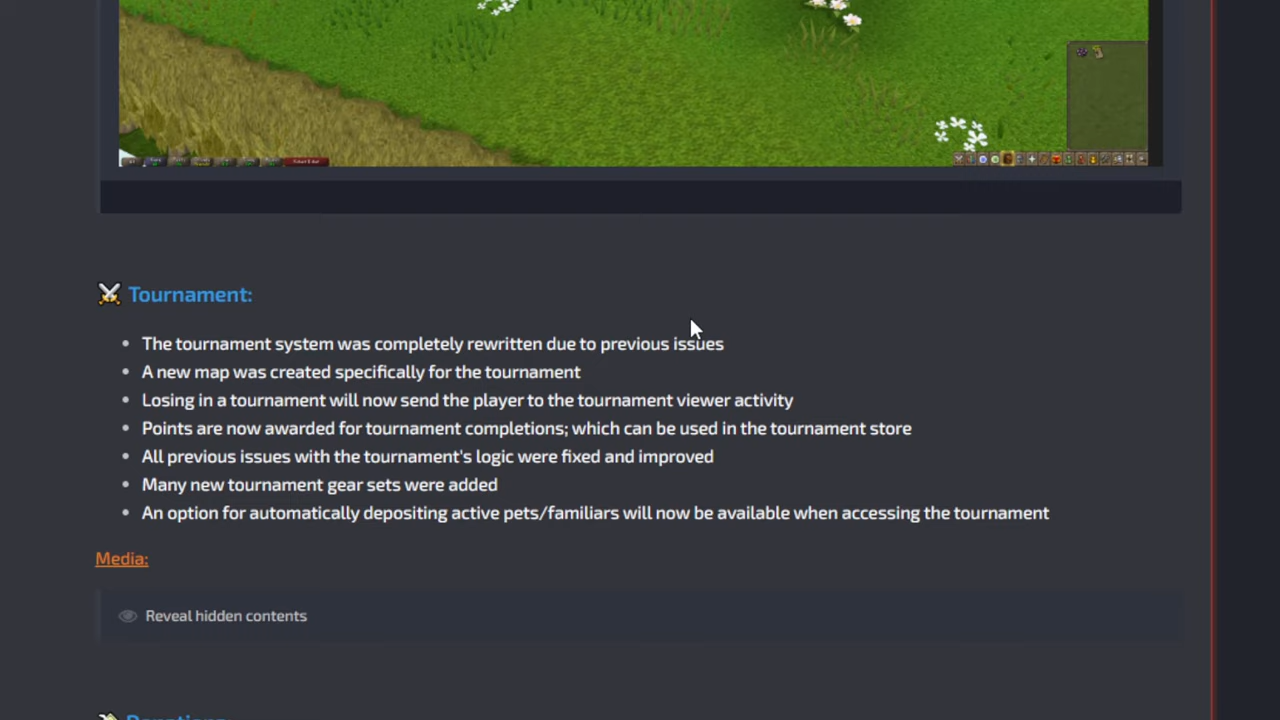 Tournament:
The tournament system was completely rewritten due to previous issues
A new map was created specifically for the tournament
Losing in a tournament will now send the player to the tournament viewer activity
Points are now awarded for tournament completions; which can be used in the tournament store
All previous issues with the tournament's logic were fixed and improved
Many new tournament gear sets were added
An option for automatically depositing active pets/familiars will now be available when accessing the tournament
Media:
Reveal hidden contents
Donations: